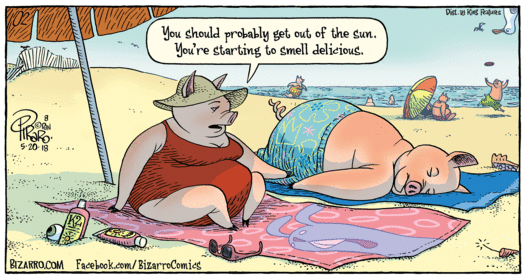 You should probably get out of the sun.
You're starting to smell delicious.
Dist. by King Features
5-20-18
BIZARRO.COM
Facebook.com/BizarroComics